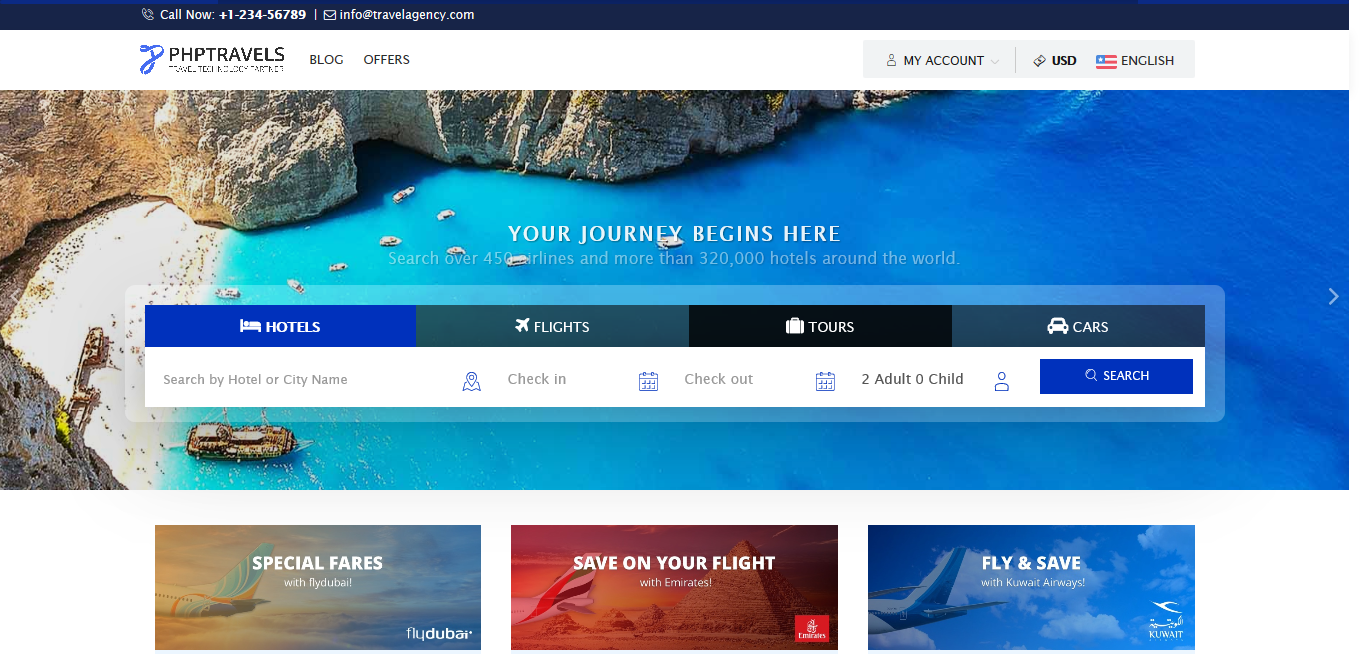 Call Now: +1-234-56789 | info@travelagency.com
PHPTRAVELS
TRAVEL TECHNOLOGY PARTNER
BLOG OFFERS
MY ACCOUNT USD ENGLISH
YOUR JOURNEY BEGINS HERE
Search over 450 airlines and more than 320,000 hotels around the world.
HOTELS FLIGHTS TOURS CARS
Search by Hotel or City Name Check in Check out 2 Adult 0 Child SEARCH
SPECIAL FARES
with flydubai!
flydubai
SAVE ON YOUR FLIGHT
with Emirates!
Emirates
FLY & SAVE
with Kuwait Airways!
KUWAIT